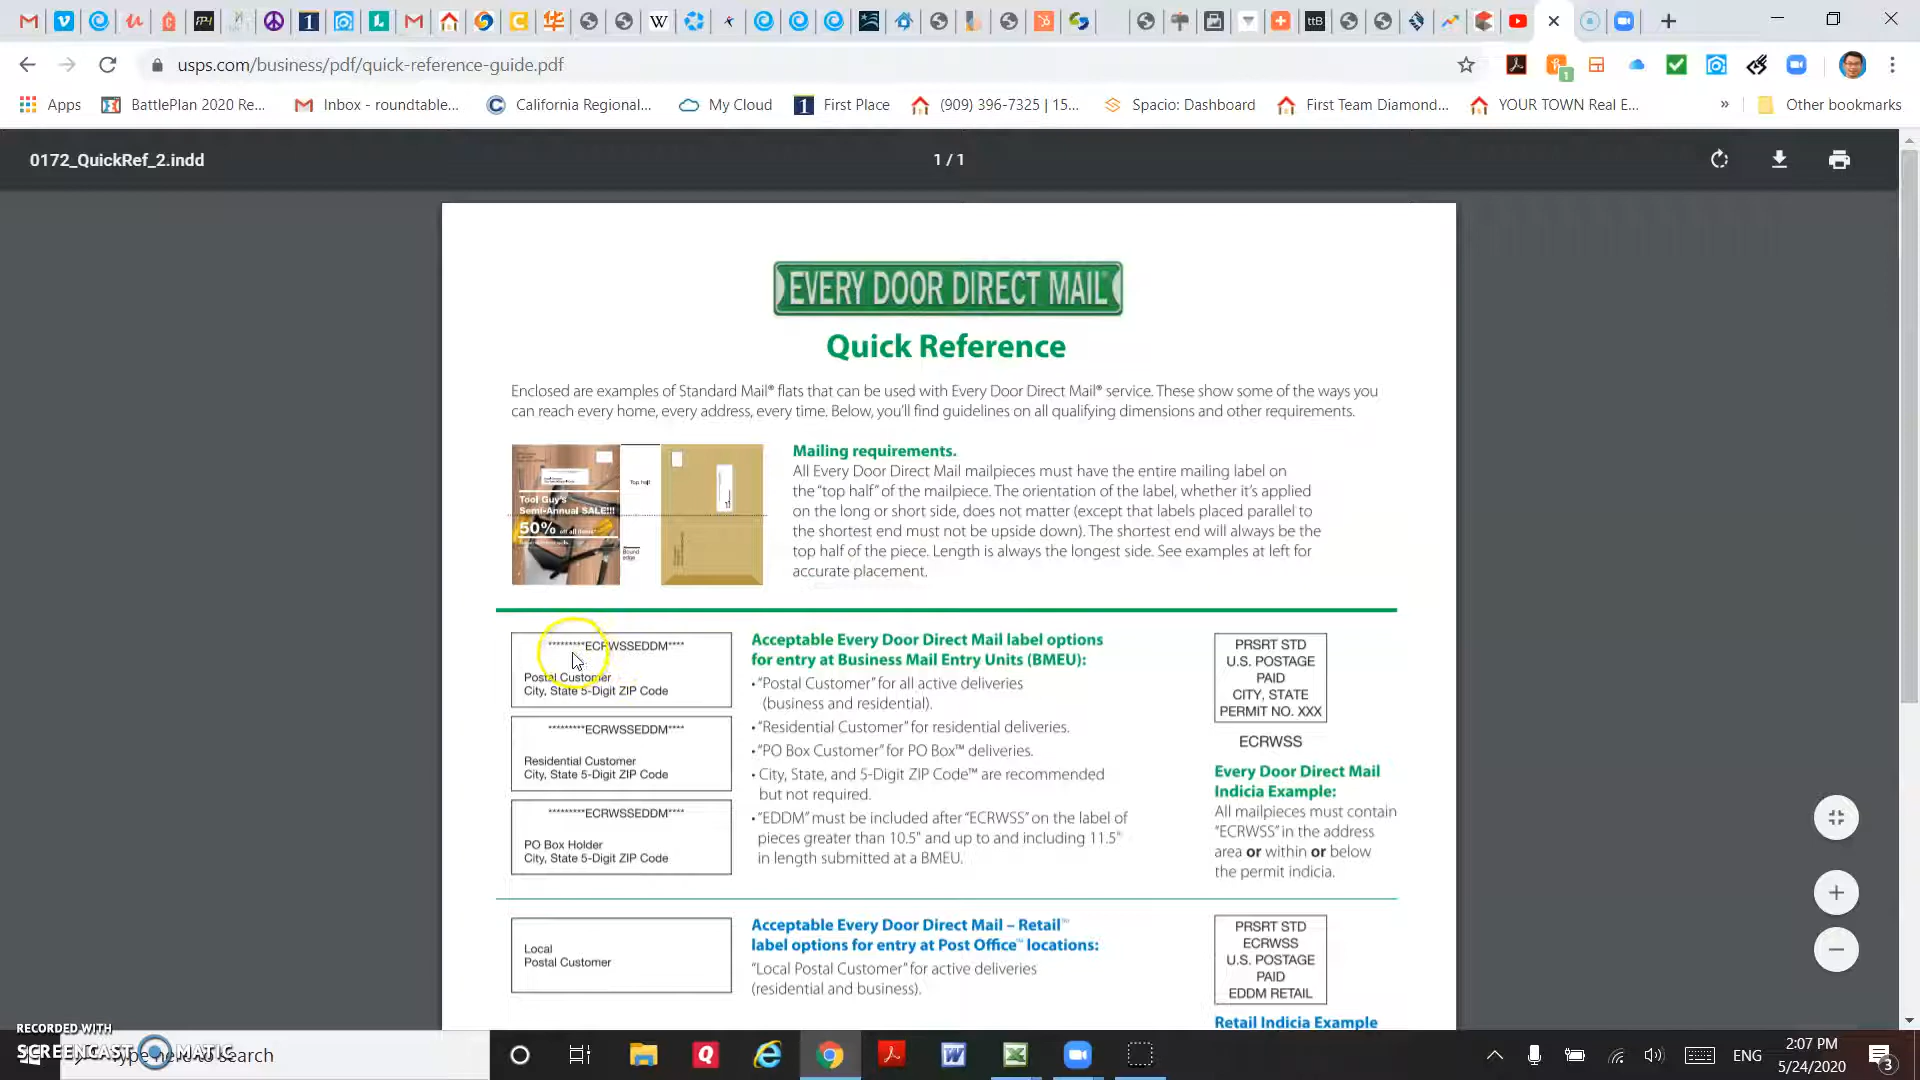 usps.com/business/pdf/quick-reference-guide.pdf
1
Apps
BattlePlan 2020 Re...
Inbox - roundtable...
California Regional...
My Cloud
First Place
(909) 396-7325 | 15...
Spacio: Dashboard
First Team Diamond...
YOUR TOWN Real E...
»
Other bookmarks
0172_QuickRef_2.indd
1 / 1
EVERY DOOR DIRECT MAIL®
Quick Reference
Enclosed are examples of Standard Mail® flats that can be used with Every Door Direct Mail® service. These show some of the ways you
can reach every home, every address, every time. Below, you'll find guidelines on all qualifying dimensions and other requirements.
Tool Guy's
Semi-Annual SALE!!!
50% off all items
Top half
Bound
edge
Mailing requirements.
All Every Door Direct Mail mailpieces must have the entire mailing label on
the "top half" of the mailpiece. The orientation of the label, whether it's applied
on the long or short side, does not matter (except that labels placed parallel to
the shortest end must not be upside down). The shortest end will always be the
top half of the piece. Length is always the longest side. See examples at left for
accurate placement.
*********ECRWSSEDDM****
Postal Customer
City, State 5-Digit ZIP Code
*********ECRWSSEDDM****
Residential Customer
City, State 5-Digit ZIP Code
*********ECRWSSEDDM****
PO Box Holder
City, State 5-Digit ZIP Code
Acceptable Every Door Direct Mail label options
for entry at Business Mail Entry Units (BMEU):
• "Postal Customer" for all active deliveries
(business and residential).
• "Residential Customer" for residential deliveries.
• "PO Box Customer" for PO Box™ deliveries.
• City, State, and 5-Digit ZIP Code™ are recommended
but not required.
• "EDDM" must be included after "ECRWSS" on the label of
pieces greater than 10.5" and up to and including 11.5"
in length submitted at a BMEU.
PRSRT STD
U.S. POSTAGE
PAID
CITY, STATE
PERMIT NO. XXX
ECRWSS
Every Door Direct Mail
Indicia Example:
All mailpieces must contain
"ECRWSS" in the address
area or within or below
the permit indicia.
Local
Postal Customer
Acceptable Every Door Direct Mail – Retail™
label options for entry at Post Office™ locations:
"Local Postal Customer" for active deliveries
(residential and business).
PRSRT STD
ECRWSS
U.S. POSTAGE
PAID
EDDM RETAIL
Retail Indicia Example
RECORDED WITH
SCREENCAST MATIC
Type here to search
ENG
2:07 PM
5/24/2020
3